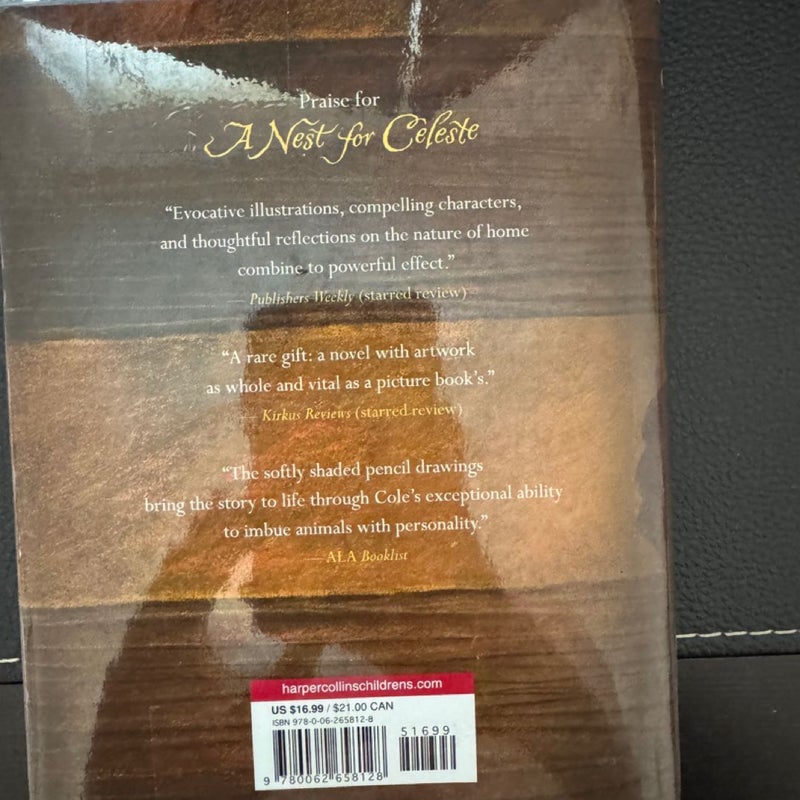 Praise for
A Nest for Celeste
“Evocative illustrations, compelling characters,
and thoughtful reflections on the nature of home
combine to powerful effect.”
— Publishers Weekly (starred review)
“A rare gift: a novel with artwork
as whole and vital as a picture book’s.”
— Kirkus Reviews (starred review)
“The softly shaded pencil drawings
bring the story to life through Cole’s exceptional ability
to imbue animals with personality.”
—ALA Booklist
harpercollinschildrens.com
US $16.99 / $21.00 CAN
ISBN 978-0-06-265812-8
51699
9 780062 658128